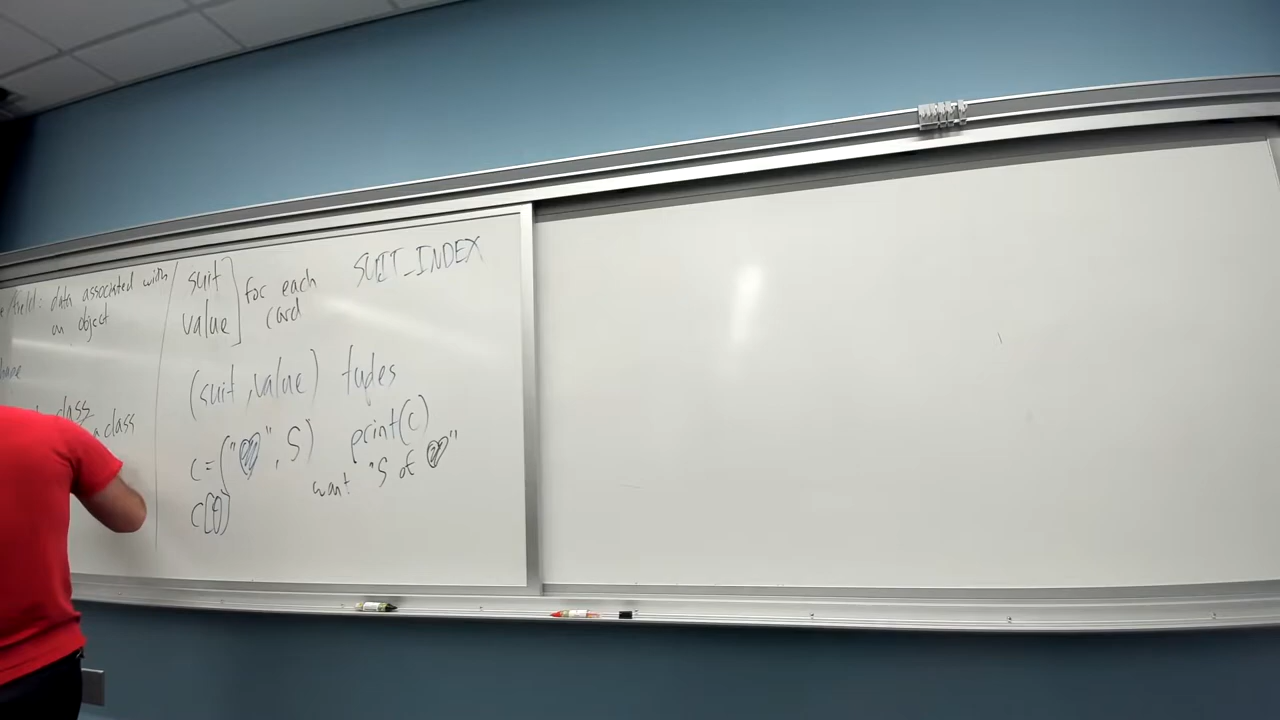 data associated with
an object
class
a class
suit
value
for each
card
SUIT_INDEX
(suit, value) tuples
c = ("♥", 5)
c[0]
print(c)
want "5 of ♥"